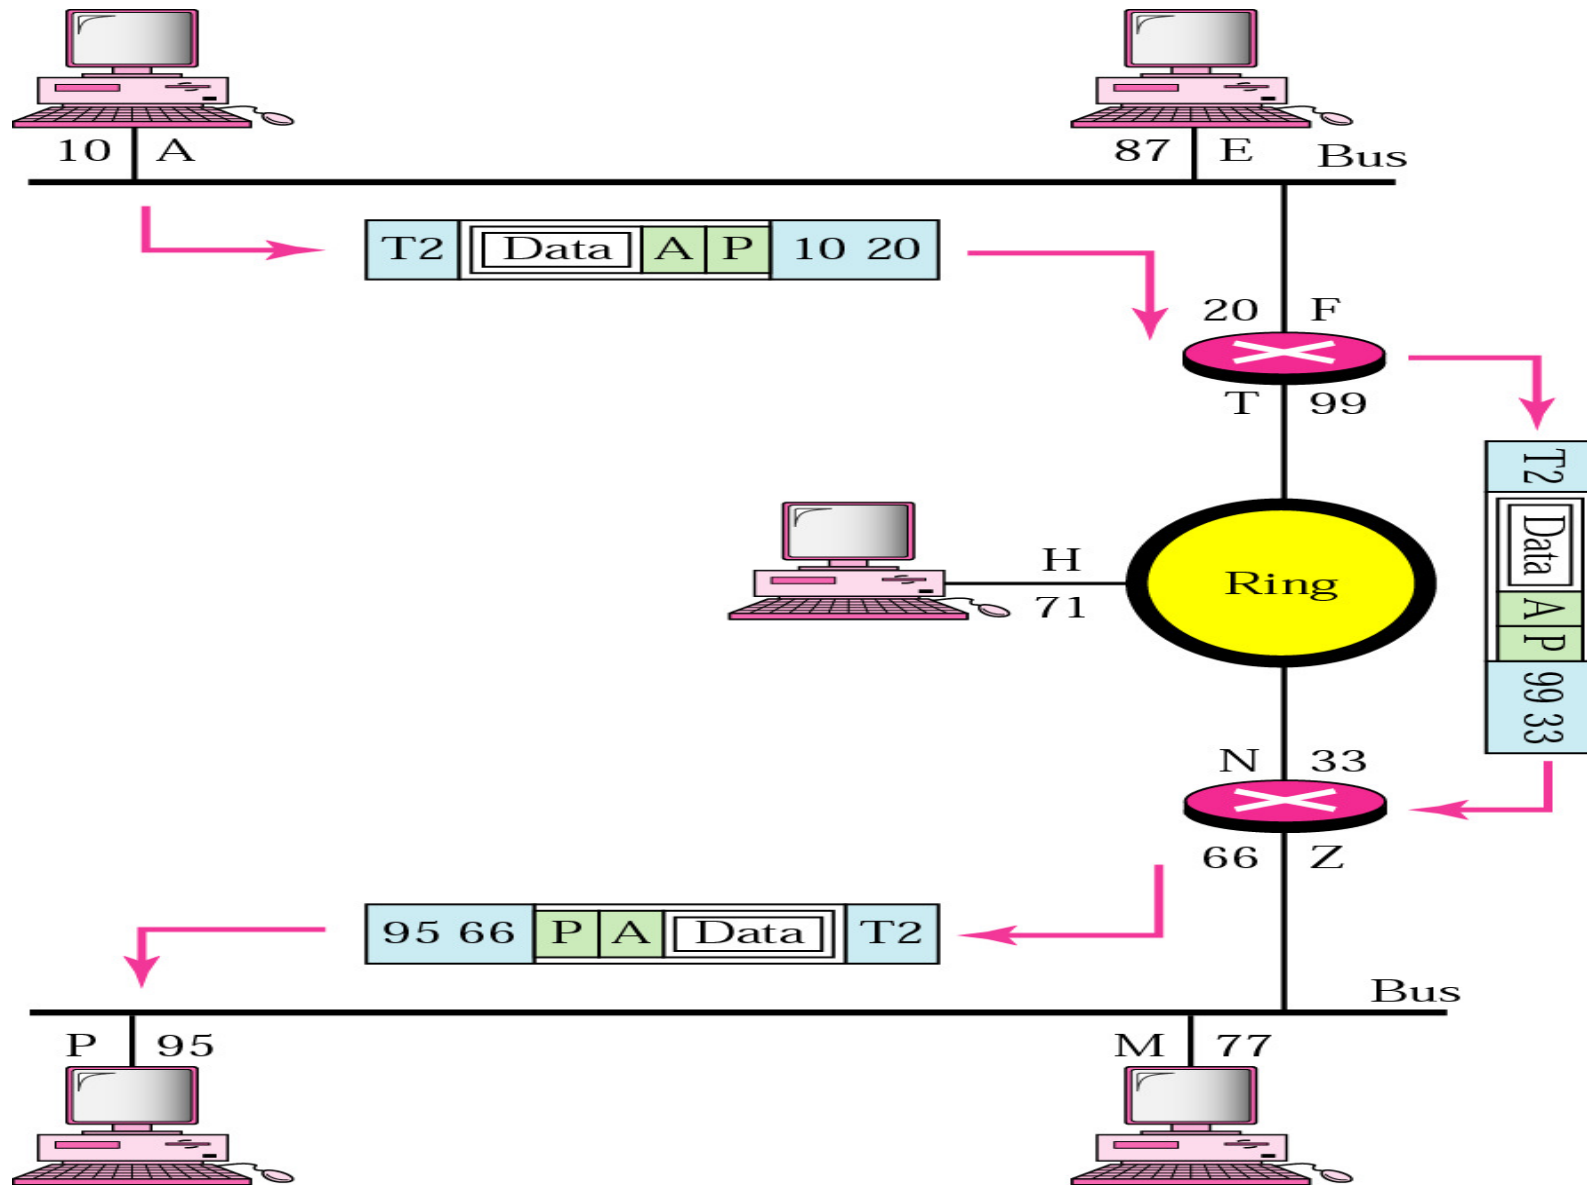 10 A
87 E
Bus
T2 Data A P 10 20
20 F
T 99
T2 Data A P 99 33
H
71
Ring
N 33
66 Z
95 66 P A Data T2
Bus
P 95
M 77